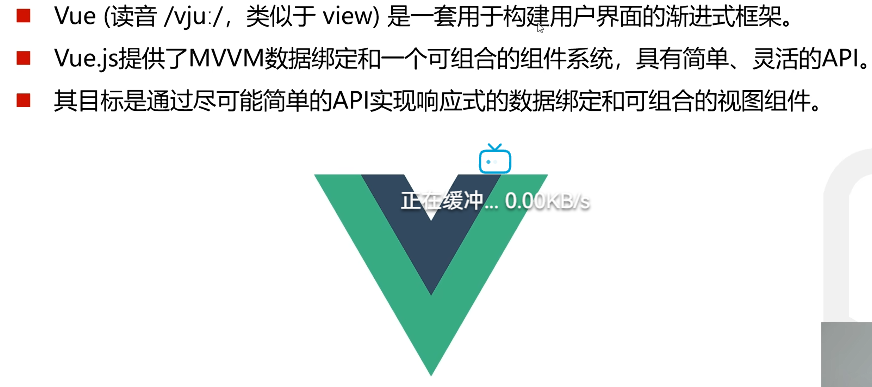 Vue (读音 /vjuː/，类似于 view) 是一套用于构建用户界面的渐进式框架。
Vue.js提供了MVVM数据绑定和一个可组合的组件系统，具有简单、灵活的API。
其目标是通过尽可能简单的API实现响应式的数据绑定和可组合的视图组件。
正在缓冲... 0.00KB/s